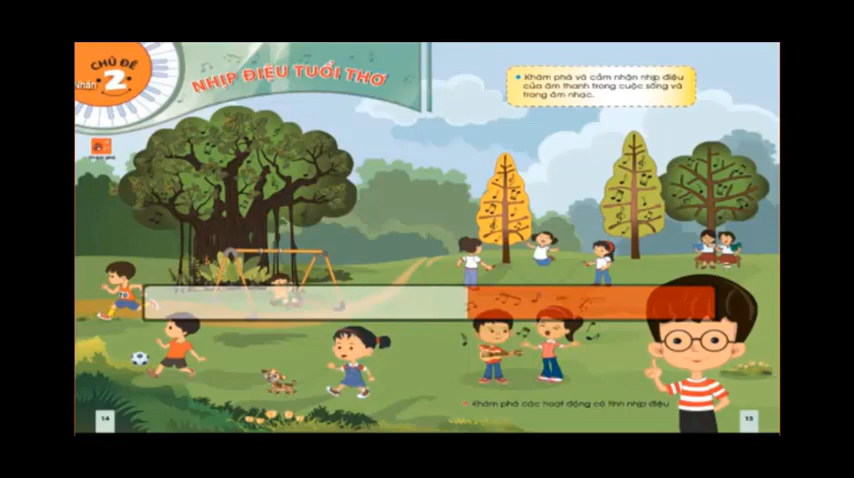 CHỦ ĐỀ
2
NHỊP ĐIỆU TUỔI THƠ
Khám phá và cảm nhận nhịp điệu
của âm thanh trong cuộc sống và
trong âm nhạc.
70
Khám phá các hoạt động có tính nhịp điệu
14
15